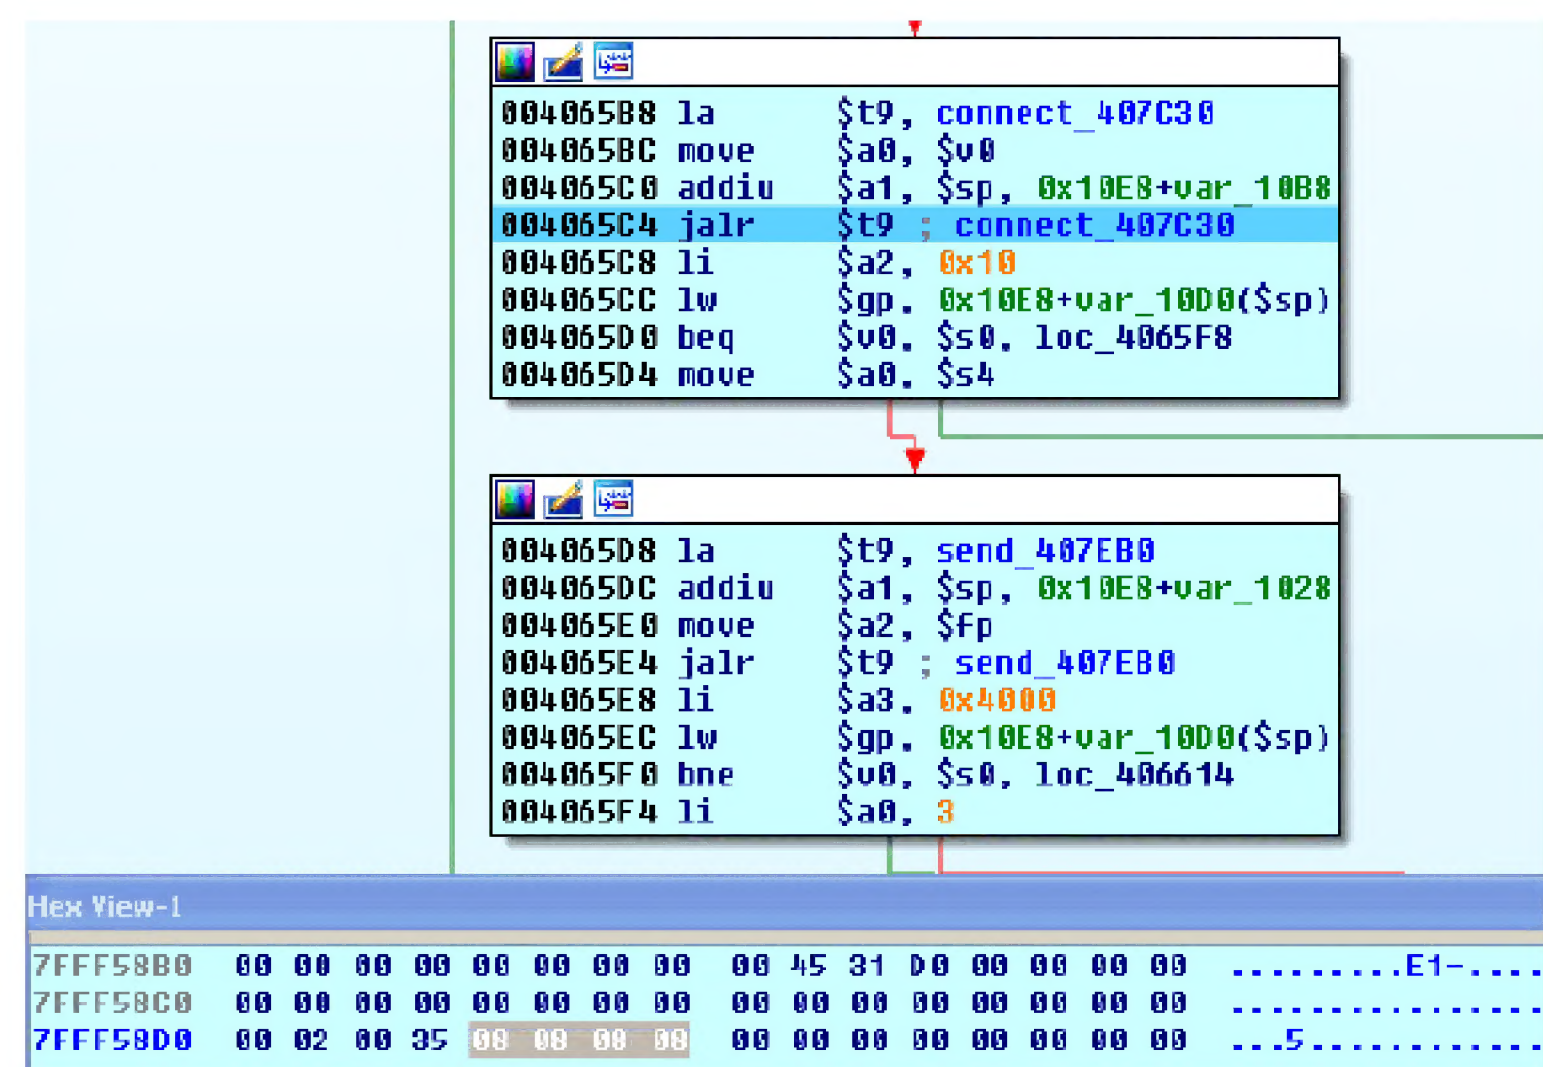 004065B8 la $t9, connect_407C30
004065BC move $a0, $v0
004065C0 addiu $a1, $sp, 0x10E8+var_10B8
004065C4 jalr $t9 ; connect_407C30
004065C8 li $a2, 0x10
004065CC lw $gp, 0x10E8+var_10D0($sp)
004065D0 beq $v0, $s0, loc_4065F8
004065D4 move $a0, $s4
004065D8 la $t9, send_407EB0
004065DC addiu $a1, $sp, 0x10E8+var_1028
004065E0 move $a2, $fp
004065E4 jalr $t9 ; send_407EB0
004065E8 li $a3, 0x4000
004065EC lw $gp, 0x10E8+var_10D0($sp)
004065F0 bne $v0, $s0, loc_406614
004065F4 li $a0, 3
Hex View-1
7FFF58B0 00 00 00 00 00 00 00 00 00 45 31 D0 00 00 00 00 .........E1-....
7FFF58C0 00 00 00 00 00 00 00 00 00 00 00 00 00 00 00 00 ................
7FFF58D0 00 02 00 35 08 08 08 08 00 00 00 00 00 00 00 00 ...5............